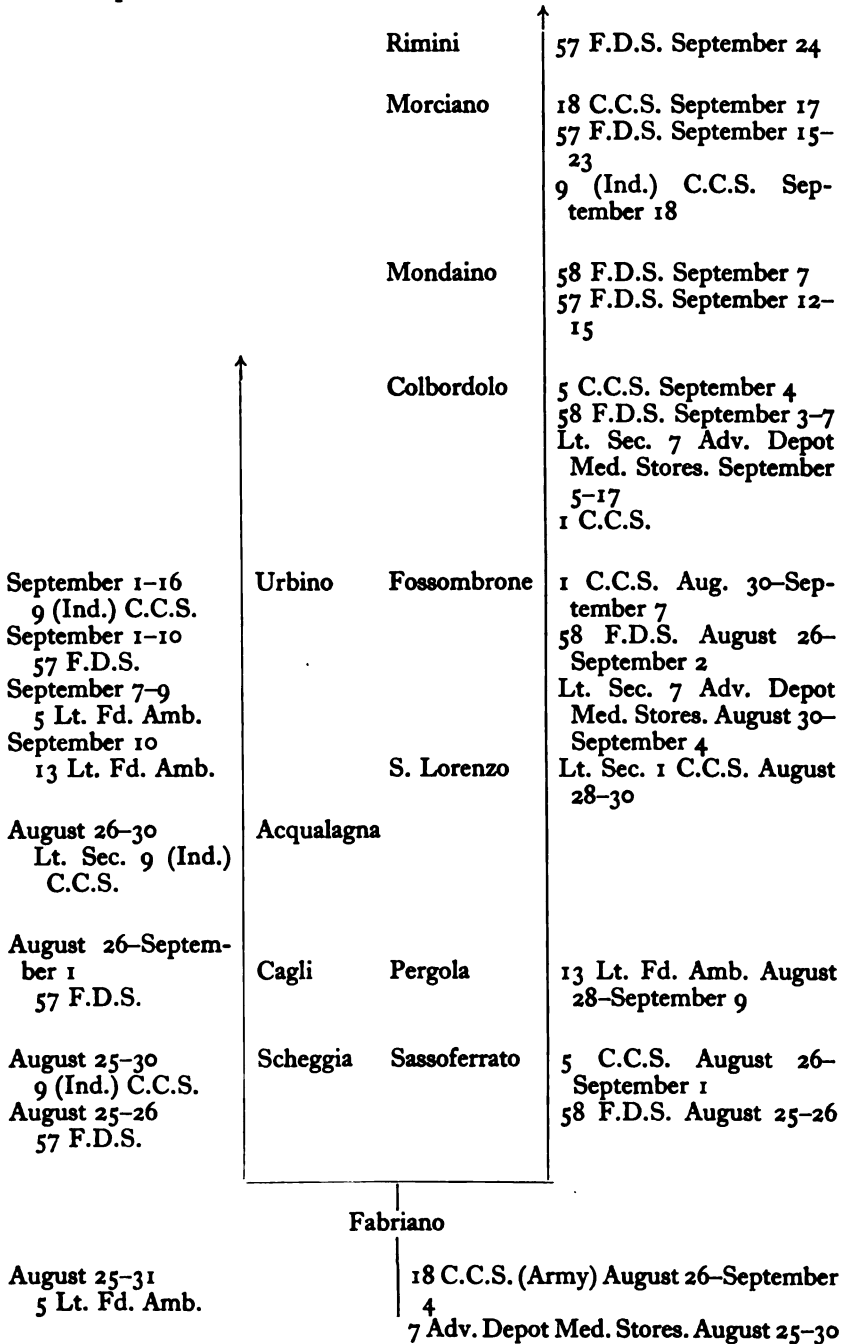 Rimini 57 F.D.S. September 24
Morciano 18 C.C.S. September 17
57 F.D.S. September 15–
23
9 (Ind.) C.C.S. Sep-
tember 18
Mondaino 58 F.D.S. September 7
57 F.D.S. September 12–
15
Colbordolo 5 C.C.S. September 4
58 F.D.S. September 3–7
Lt. Sec. 7 Adv. Depot
Med. Stores. September
5–17
1 C.C.S.
September 1–16
9 (Ind.) C.C.S.
September 1–10
57 F.D.S.
September 7–9
5 Lt. Fd. Amb.
September 10
13 Lt. Fd. Amb.
Urbino Fossombrone 1 C.C.S. Aug. 30–Sep-
tember 7
58 F.D.S. August 26–
September 2
Lt. Sec. 7 Adv. Depot
Med. Stores. August 30–
September 4
S. Lorenzo Lt. Sec. 1 C.C.S. August
28–30
August 26–30 Acqualagna
Lt. Sec. 9 (Ind.)
C.C.S.
August 26–Septem-
ber 1
57 F.D.S.
Cagli Pergola 13 Lt. Fd. Amb. August
28–September 9
August 25–30
9 (Ind.) C.C.S.
August 25–26
57 F.D.S.
Scheggia Sassoferrato 5 C.C.S. August 26–
September 1
58 F.D.S. August 25–26
Fabriano
August 25–31
5 Lt. Fd. Amb.
18 C.C.S. (Army) August 26–September
4
7 Adv. Depot Med. Stores. August 25–30